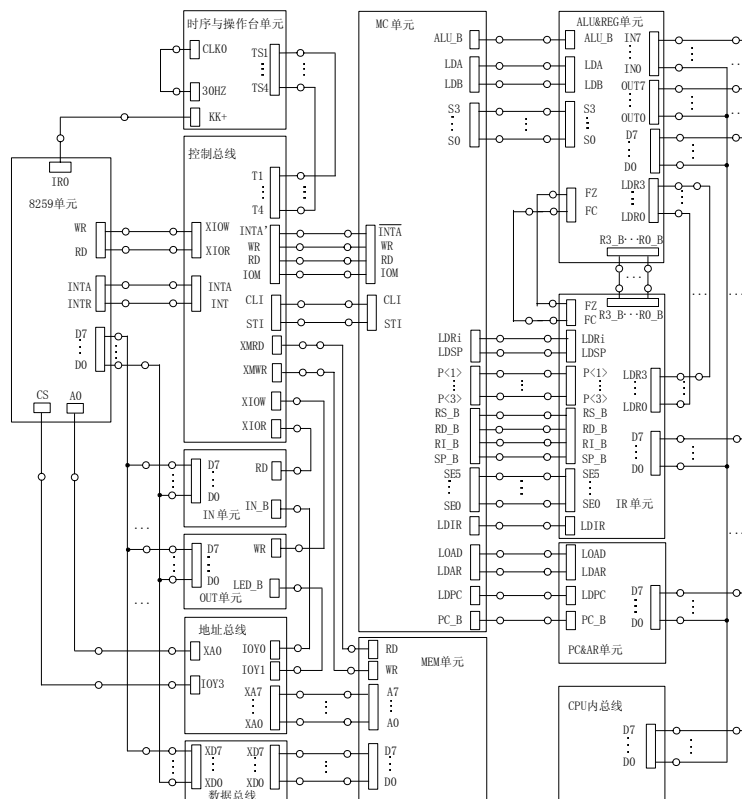 时序与操作台单元
CLK0
30HZ
KK+
TS1
TS4
IR0
8259单元
WR
RD
INTA
INTR
D7
D0
CS
A0
控制总线
T1
T4
XIOW
XIOR
INTA'
WR
RD
IOM
INTA
INT
CLI
STI
XMRD
XMWR
XIOW
XIOR
D7
D0
RD
IN_B
IN单元
D7
D0
WR
LED_B
OUT单元
...
...
地址总线
XA0
IOY0
IOY1
IOY3
XA7
XA0
XD7
XD0
XD7
XD0
数据总线
MC单元
ALU_B
LDA
LDB
S3
S0
INTA
WR
RD
IOM
CLI
STI
LDRi
LDSP
P<1>
P<3>
RS_B
RD_B
RI_B
SP_B
SE5
SE0
LDIR
LOAD
LDAR
LDPC
PC_B
MEM单元
RD
WR
A7
A0
D7
D0
ALU&REG单元
ALU_B
LDA
LDB
S3
S0
IN7
IN0
OUT7
OUT0
D7
D0
FZ
FC
LDR3
LDR0
R3_B···R0_B
...
R3_B···R0_B
FZ
FC
LDRi
LDSP
P<1>
P<3>
RS_B
RD_B
RI_B
SP_B
SE5
SE0
LDIR
LDR3
LDR0
D7
D0
IR单元
LOAD
LDAR
LDPC
PC_B
D7
D0
PC&AR单元
CPU内总线
D7
D0